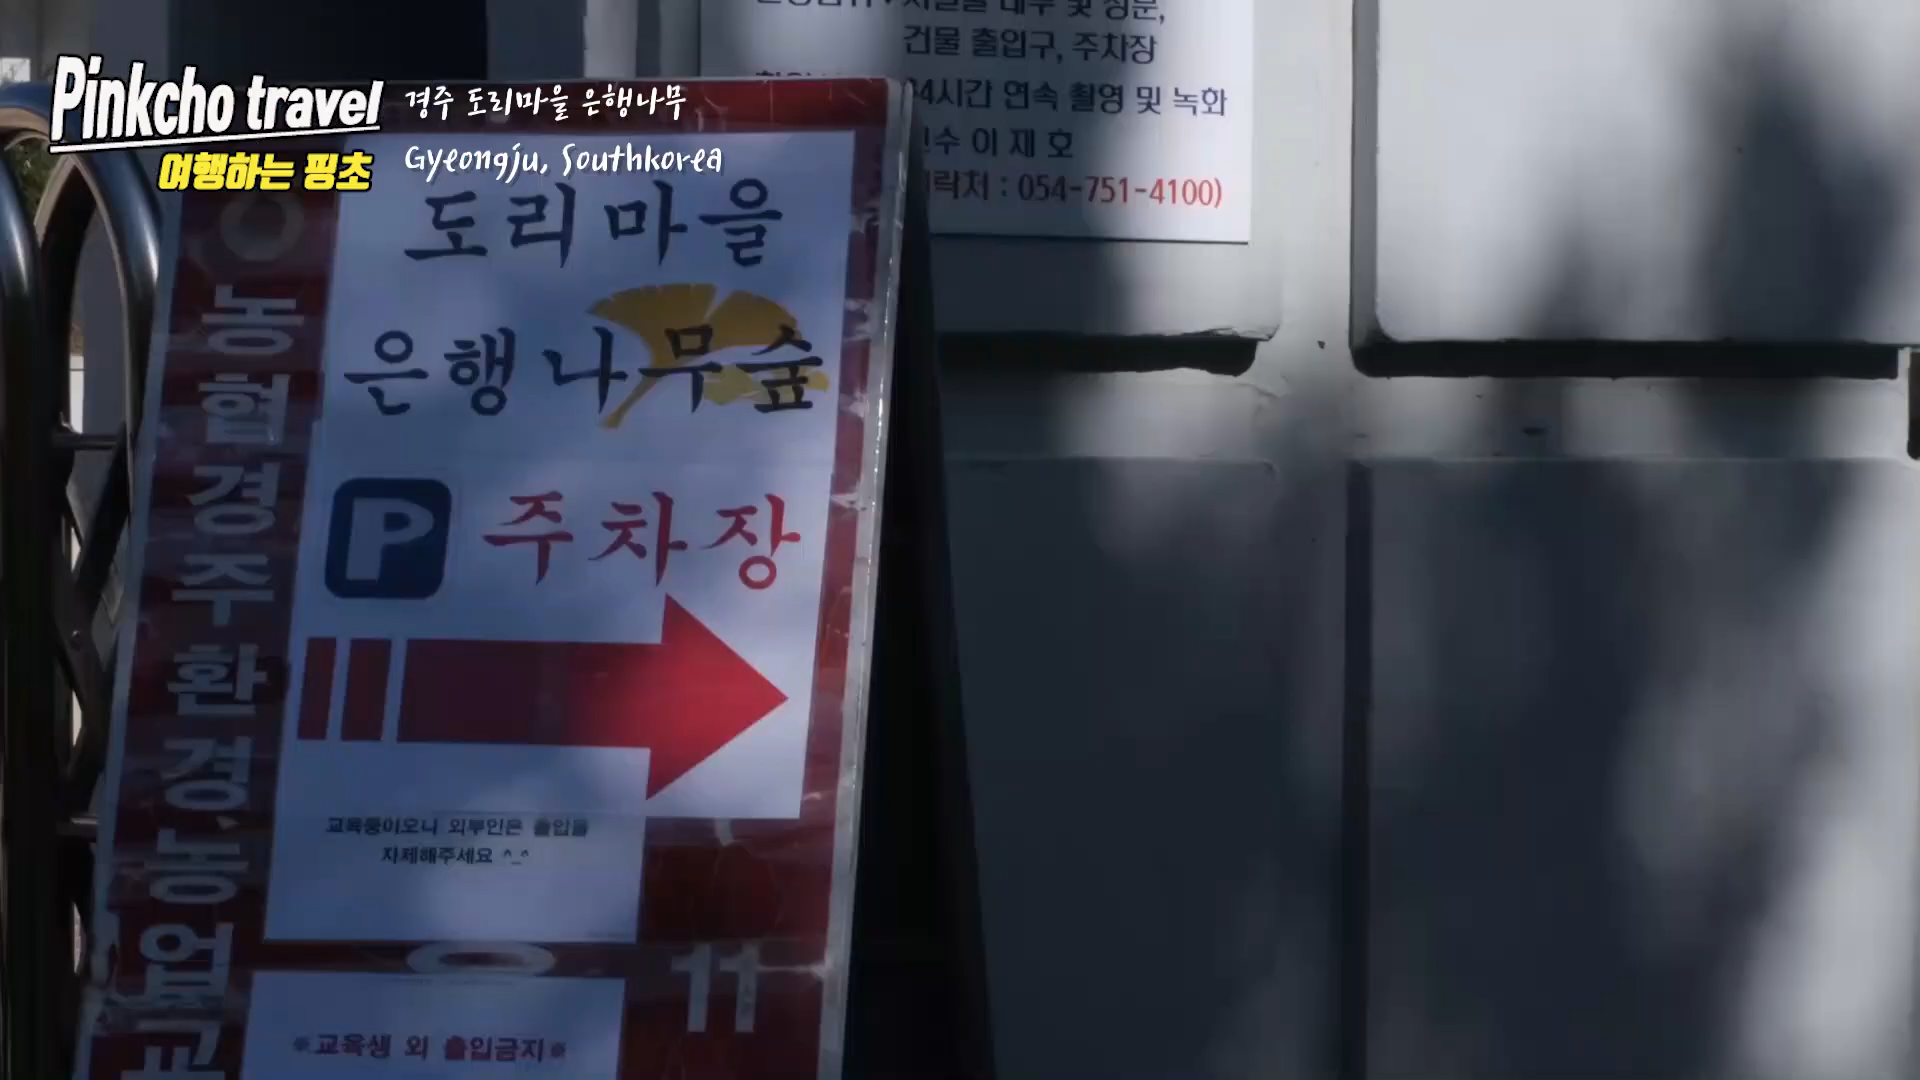 Pinkcho travel
여행하는 핑초
경주 도리마을 은행나무
Gyeongju, Southkorea
건물 출입구, 주차장
24시간 연속 촬영 및 녹화
이 재 호
054-751-4100)
도리마을
은행나무숲
P 주차장
교육중이오니 외부인은 출입을
자제해주세요 ^_^
※교육생 외 출입금지※
농협경주환경농업교
11